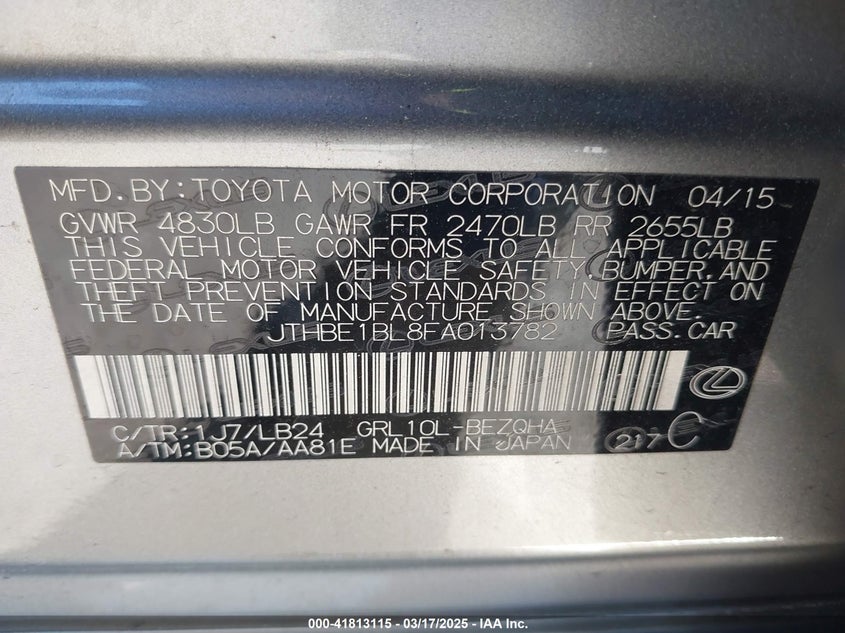 MFD.BY:TOYOTA MOTOR CORPORATION 04/15
GVWR 4830LB GAWR FR 2470LB RR 2655LB
THIS VEHICLE CONFORMS TO ALL APPLICABLE
FEDERAL MOTOR VEHICLE SAFETY,BUMPER,AND
THEFT PREVENTION STANDARDS IN EFFECT ON
THE DATE OF MANUFACTURE SHOWN ABOVE.
JTHBE1BL8FA013782 PASS.CAR
C/TR:1J7/LB24 GRL10L-BEZQHA
A/TM:B05A/AA81E MADE IN JAPAN 217 C
000-41813115 - 03/17/2025 - IAA Inc.